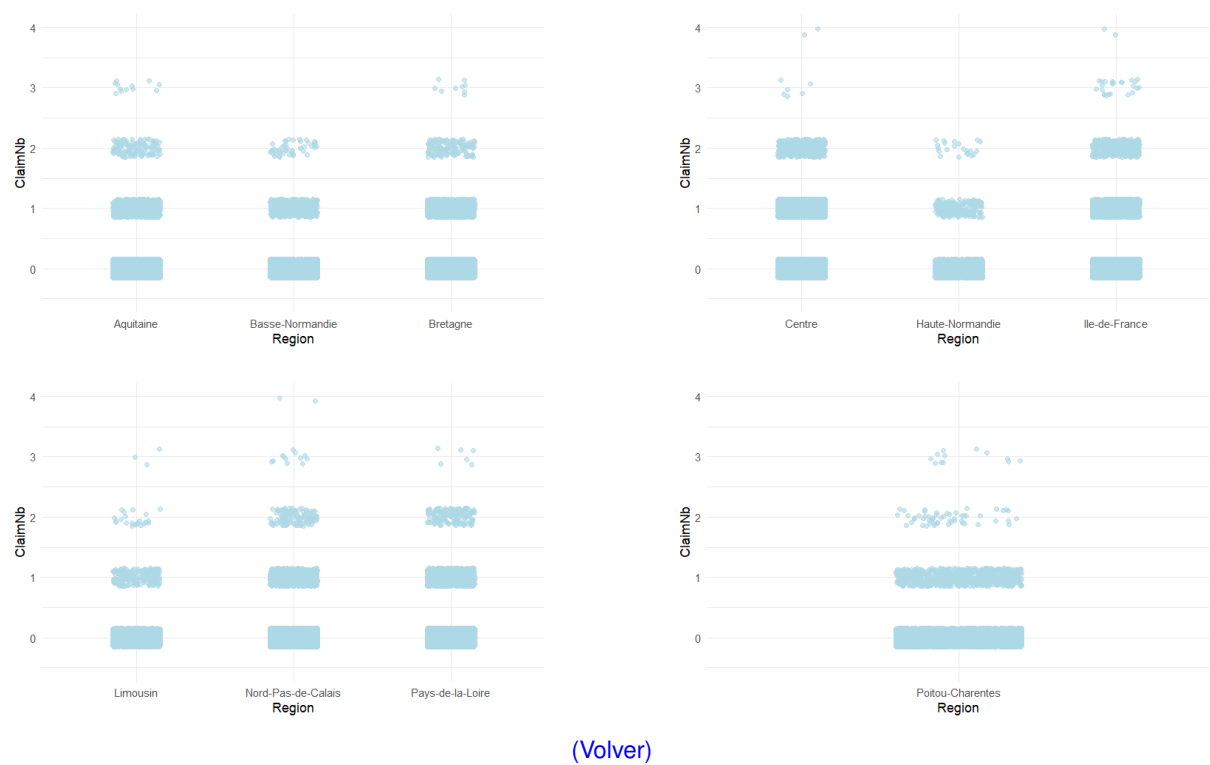 4
3
2
1
0
ClaimNb
Aquitaine Basse-Normandie Bretagne
Region
4
3
2
1
0
ClaimNb
Centre Haute-Normandie Ile-de-France
Region
4
3
2
1
0
ClaimNb
Limousin Nord-Pas-de-Calais Pays-de-la-Loire
Region
4
3
2
1
0
ClaimNb
Poitou-Charentes
Region
(Volver)